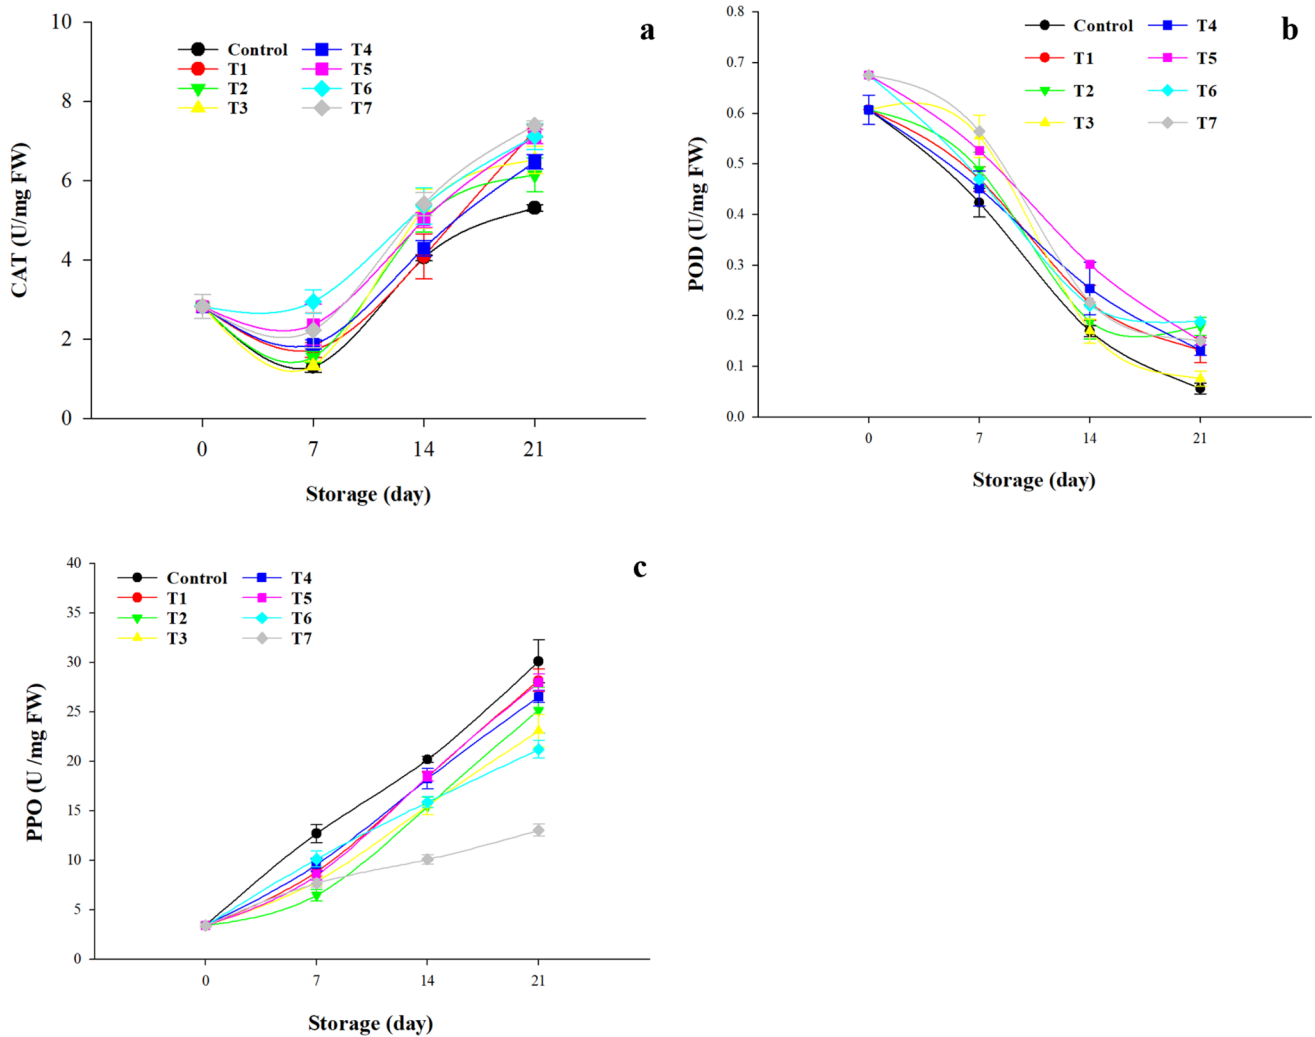 a
CAT (U/mg FW)
10
8
6
4
2
0
Control T4
T1 T5
T2 T6
T3 T7
0 7 14 21
Storage (day)
b
POD (U/mg FW)
0.8
0.7
0.6
0.5
0.4
0.3
0.2
0.1
0.0
Control T4
T1 T5
T2 T6
T3 T7
0 7 14 21
Storage (day)
c
PPO (U /mg FW)
40
35
30
25
20
15
10
5
0
Control T4
T1 T5
T2 T6
T3 T7
0 7 14 21
Storage (day)